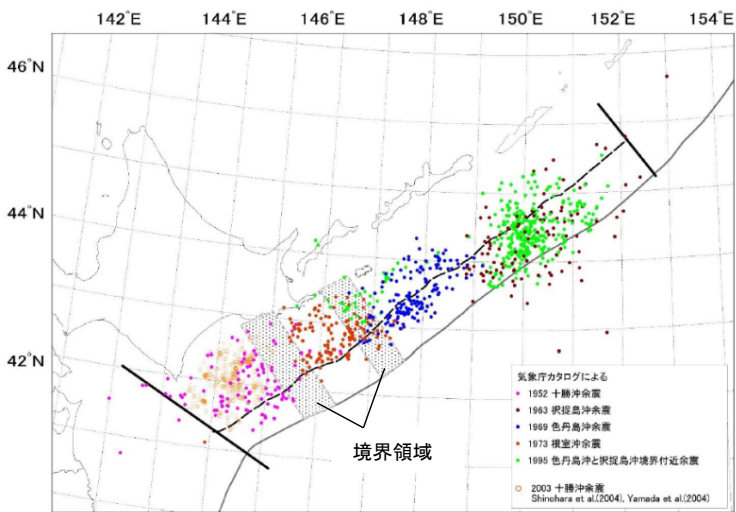 142°E 144°E 146°E 148°E 150°E 152°E 154°E
46°N
44°N
42°N
境界領域
気象庁カタログによる
1952 十勝沖余震
1963 択捉島沖余震
1969 色丹島沖余震
1973 根室沖余震
1995 色丹島沖と択捉島沖境界付近余震
2003 十勝沖余震
Shinohara et al.(2004), Yamada et al.(2004)